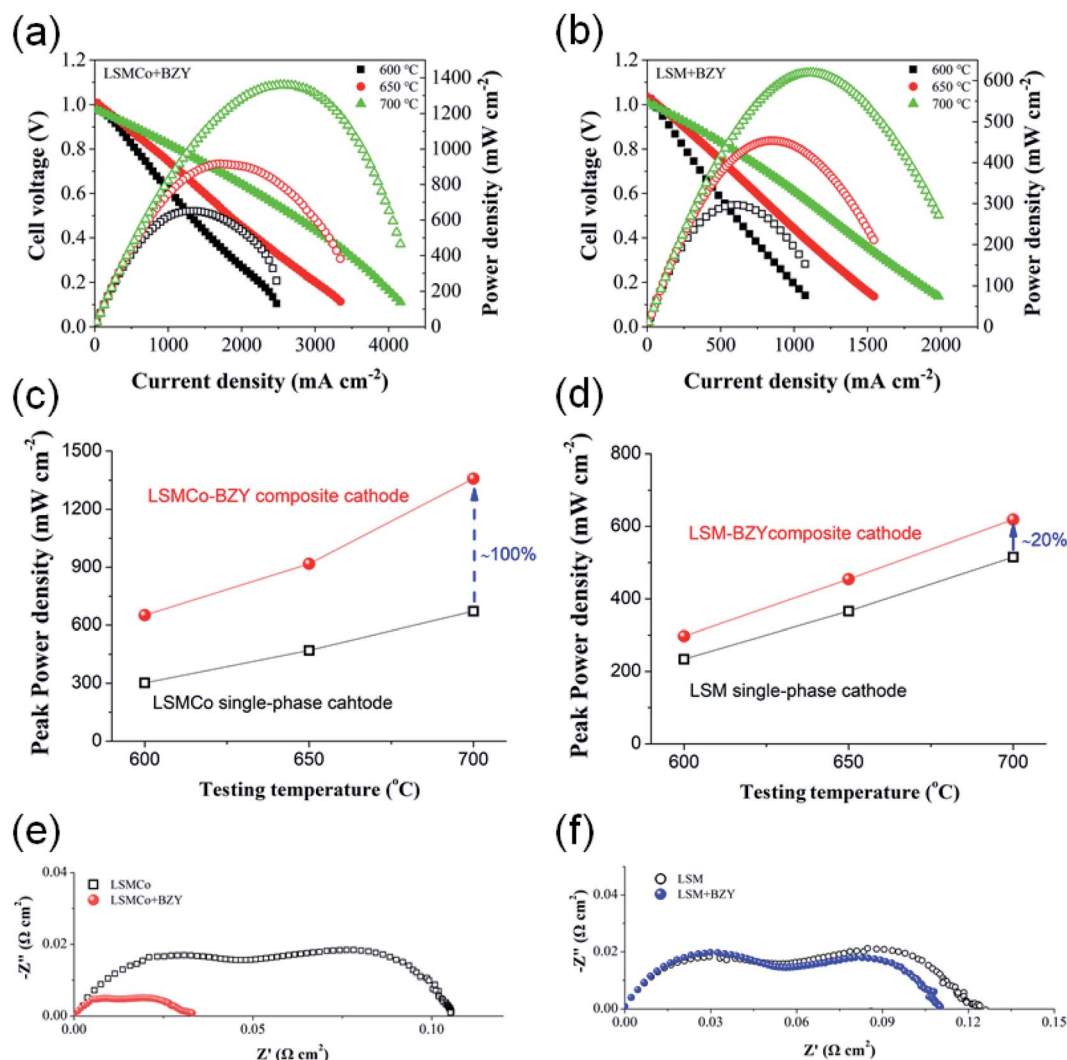 (a)
(b)
LSMCo+BZY
600 °C
650 °C
700 °C
1.2
1.0
0.8
0.6
0.4
0.2
0.0
Cell voltage (V)
1400
1200
1000
800
600
400
200
0
Power density (mW cm-2)
0 1000 2000 3000 4000
Current density (mA cm-2)
LSM+BZY
600 °C
650 °C
700 °C
1.2
1.0
0.8
0.6
0.4
0.2
0.0
Cell voltage (V)
600
500
400
300
200
100
0
Power density (mW cm-2)
0 500 1000 1500 2000
Current density (mA cm-2)
(c)
(d)
1500
1200
900
600
300
0
Peak Power density (mW cm-2)
LSMCo-BZY composite cathode
~100%
LSMCo single-phase cahtode
600 650 700
Testing temperature (oC)
800
600
400
200
0
Peak Power density (mW cm-2)
LSM-BZYcomposite cathode
~20%
LSM single-phase cathode
600 650 700
Testing temperature (oC)
(e)
(f)
0.04
0.02
0.00
-Z'' (Ω cm2)
LSMCo
LSMCo+BZY
0.00 0.05 0.10
Z' (Ω cm2)
0.04
0.02
0.00
-Z'' (Ω cm2)
LSM
LSM+BZY
0.00 0.03 0.06 0.09 0.12 0.15
Z' (Ω cm2)